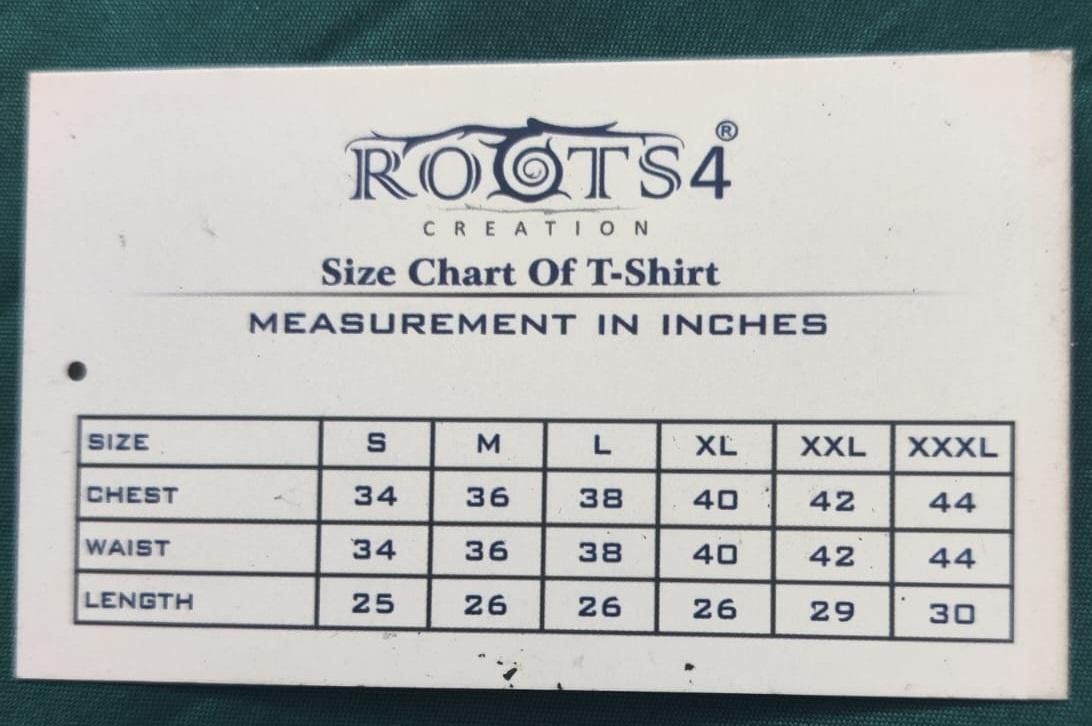 ROOTS4®
CREATION
Size Chart Of T-Shirt
MEASUREMENT IN INCHES
SIZE S M L XL XXL XXXL
CHEST 34 36 38 40 42 44
WAIST 34 36 38 40 42 44
LENGTH 25 26 26 26 29 30